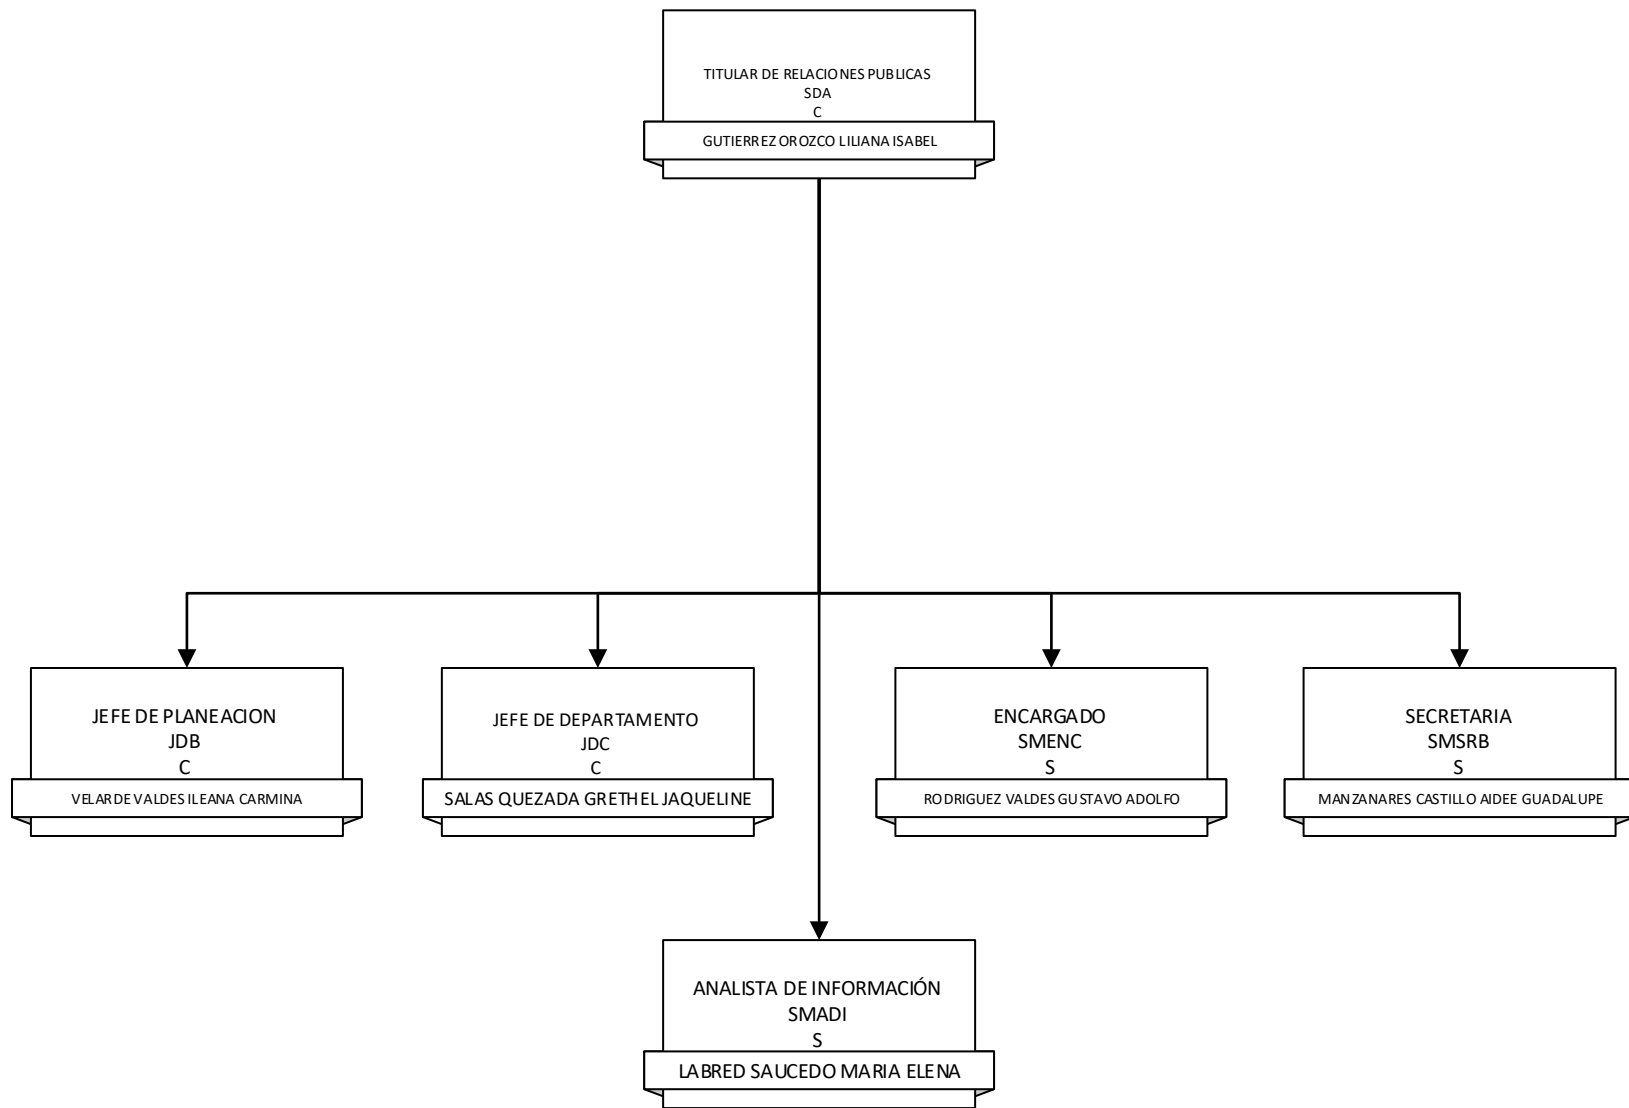 TITULAR DE RELACIONES PUBLICAS
SDA
C
GUTIERREZ OROZCO LILIANA ISABEL
JEFE DE PLANEACION
JDB
C
VELARDE VALDES ILEANA CARMINA
JEFE DE DEPARTAMENTO
JDC
C
SALAS QUEZADA GRETHEL JAQUELINE
ENCARGADO
SMENC
S
RODRIGUEZ VALDES GUSTAVO ADOLFO
SECRETARIA
SMSRB
S
MANZANARES CASTILLO AIDEE GUADALUPE
ANALISTA DE INFORMACIÓN
SMADI
S
LABRED SAUCEDO MARIA ELENA